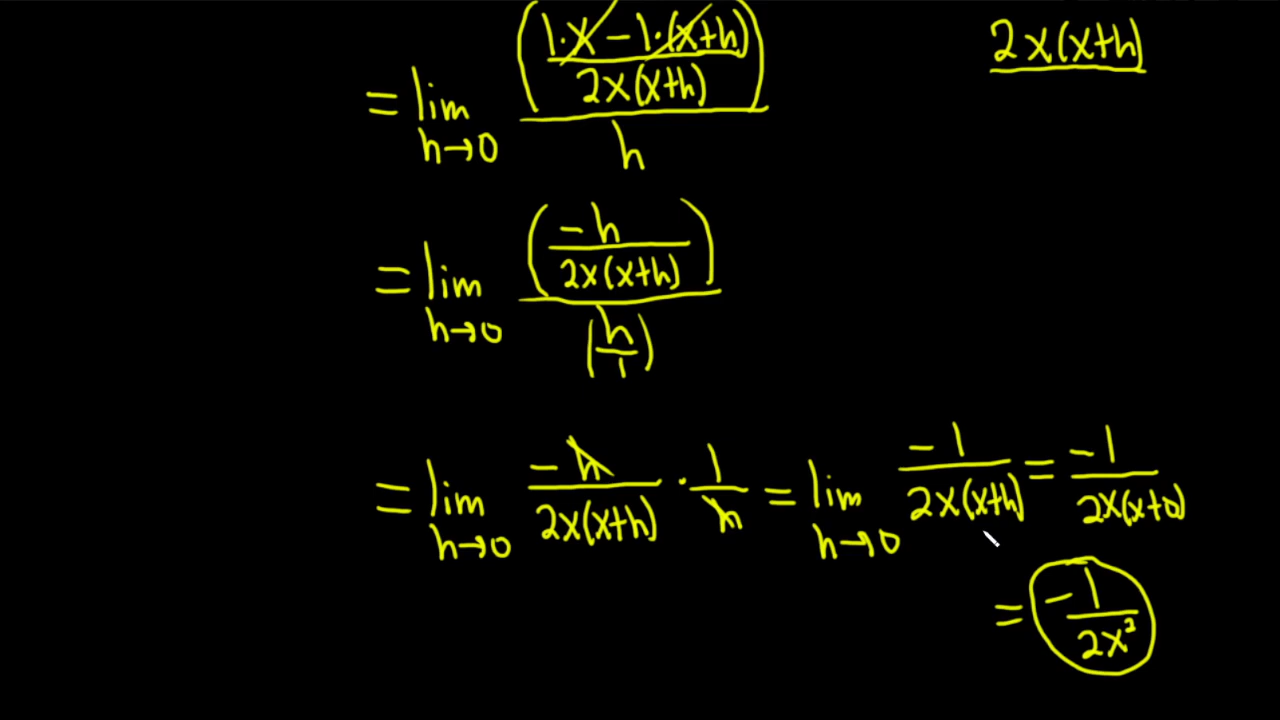 = lim h→0 ((1·x − 1·(x+h))/(2x(x+h)))/h
2x(x+h)
= lim h→0 (−h/(2x(x+h)))/(h/1)
= lim h→0 −h/(2x(x+h)) · 1/h = lim h→0 −1/(2x(x+h)) = −1/(2x(x+0))
= −1/(2x²)